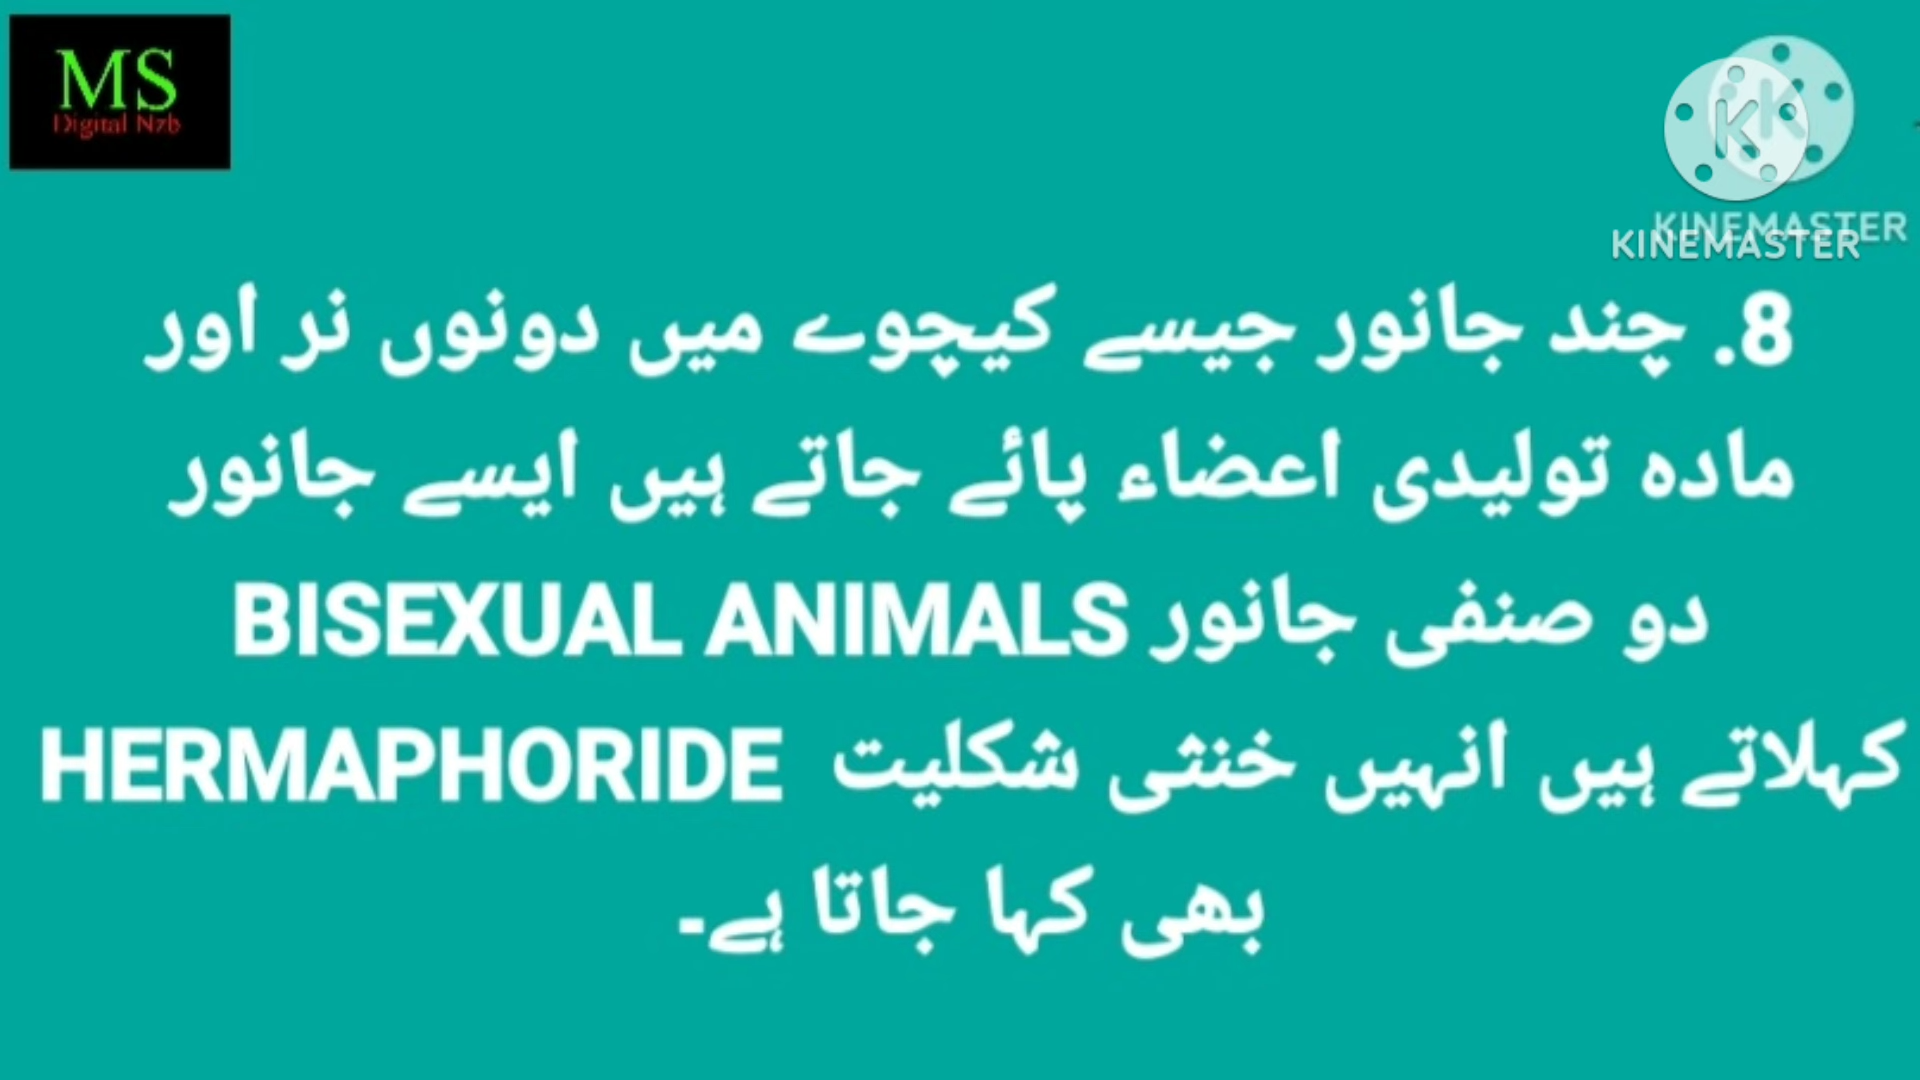 MS
Digital Nzb
KINEMASTER
KINEMASTER
8. چند جانور جیسے کیچوے میں دونوں نر اور
مادہ تولیدی اعضاء پائے جاتے ہیں ایسے جانور
دو صنفی جانور BISEXUAL ANIMALS
کہلاتے ہیں انہیں خنثی شکلیت HERMAPHORIDE
بھی کہا جاتا ہے۔